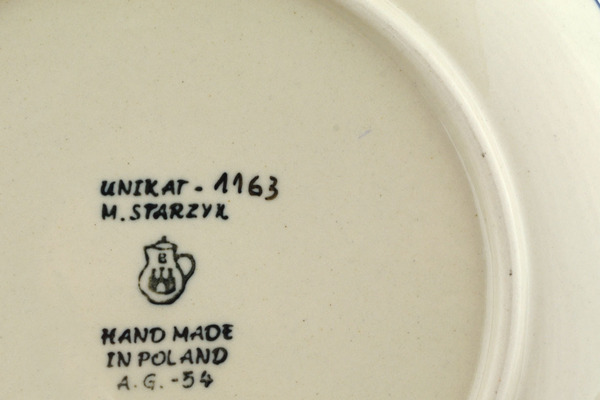 UNIKAT - 1163
M. STARZYK
B
HAND MADE
IN POLAND
A.G. - 54